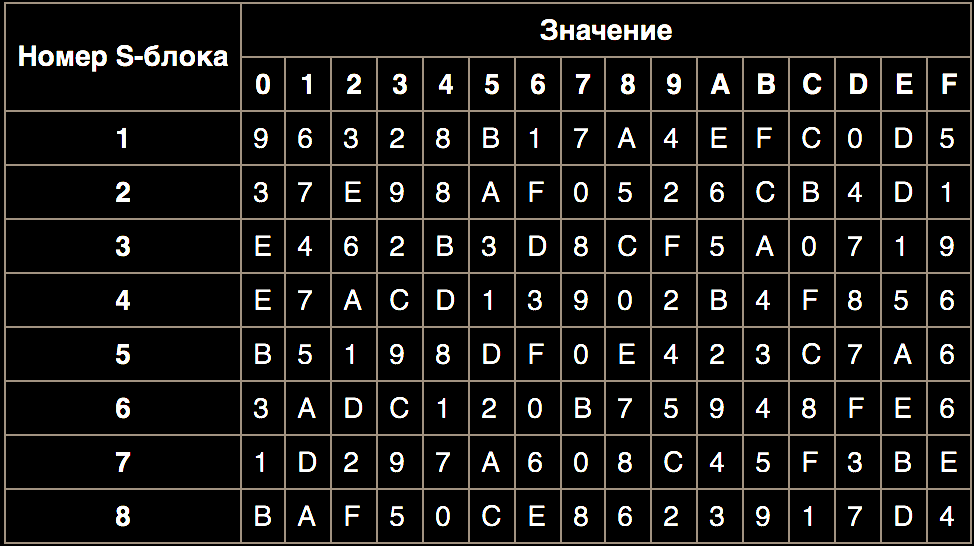 Номер S-блока Значение
0 1 2 3 4 5 6 7 8 9 A B C D E F
1 9 6 3 2 8 B 1 7 A 4 E F C 0 D 5
2 3 7 E 9 8 A F 0 5 2 6 C B 4 D 1
3 E 4 6 2 B 3 D 8 C F 5 A 0 7 1 9
4 E 7 A C D 1 3 9 0 2 B 4 F 8 5 6
5 B 5 1 9 8 D F 0 E 4 2 3 C 7 A 6
6 3 A D C 1 2 0 B 7 5 9 4 8 F E 6
7 1 D 2 9 7 A 6 0 8 C 4 5 F 3 B E
8 B A F 5 0 C E 8 6 2 3 9 1 7 D 4